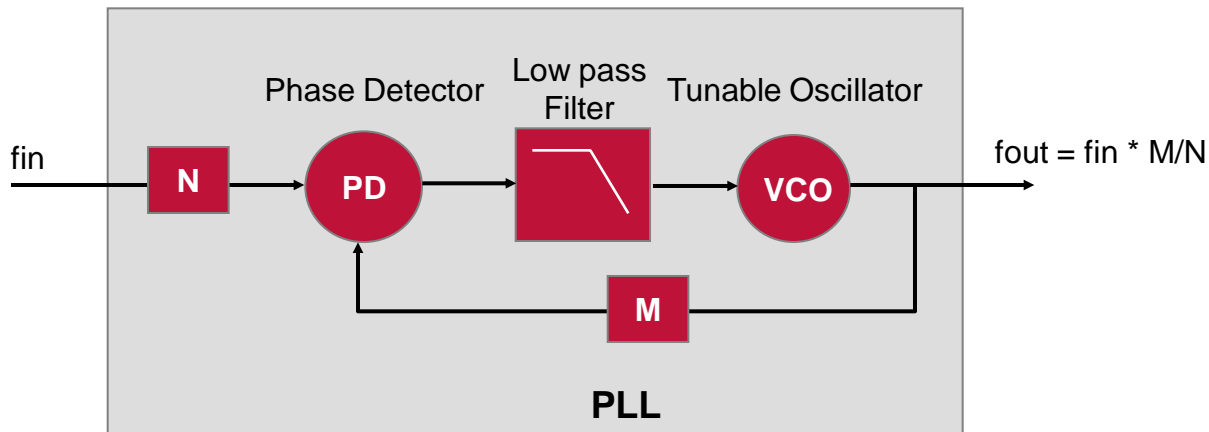 Phase Detector
Low pass
Filter
Tunable Oscillator
fin
N
PD
VCO
fout = fin * M/N
M
PLL